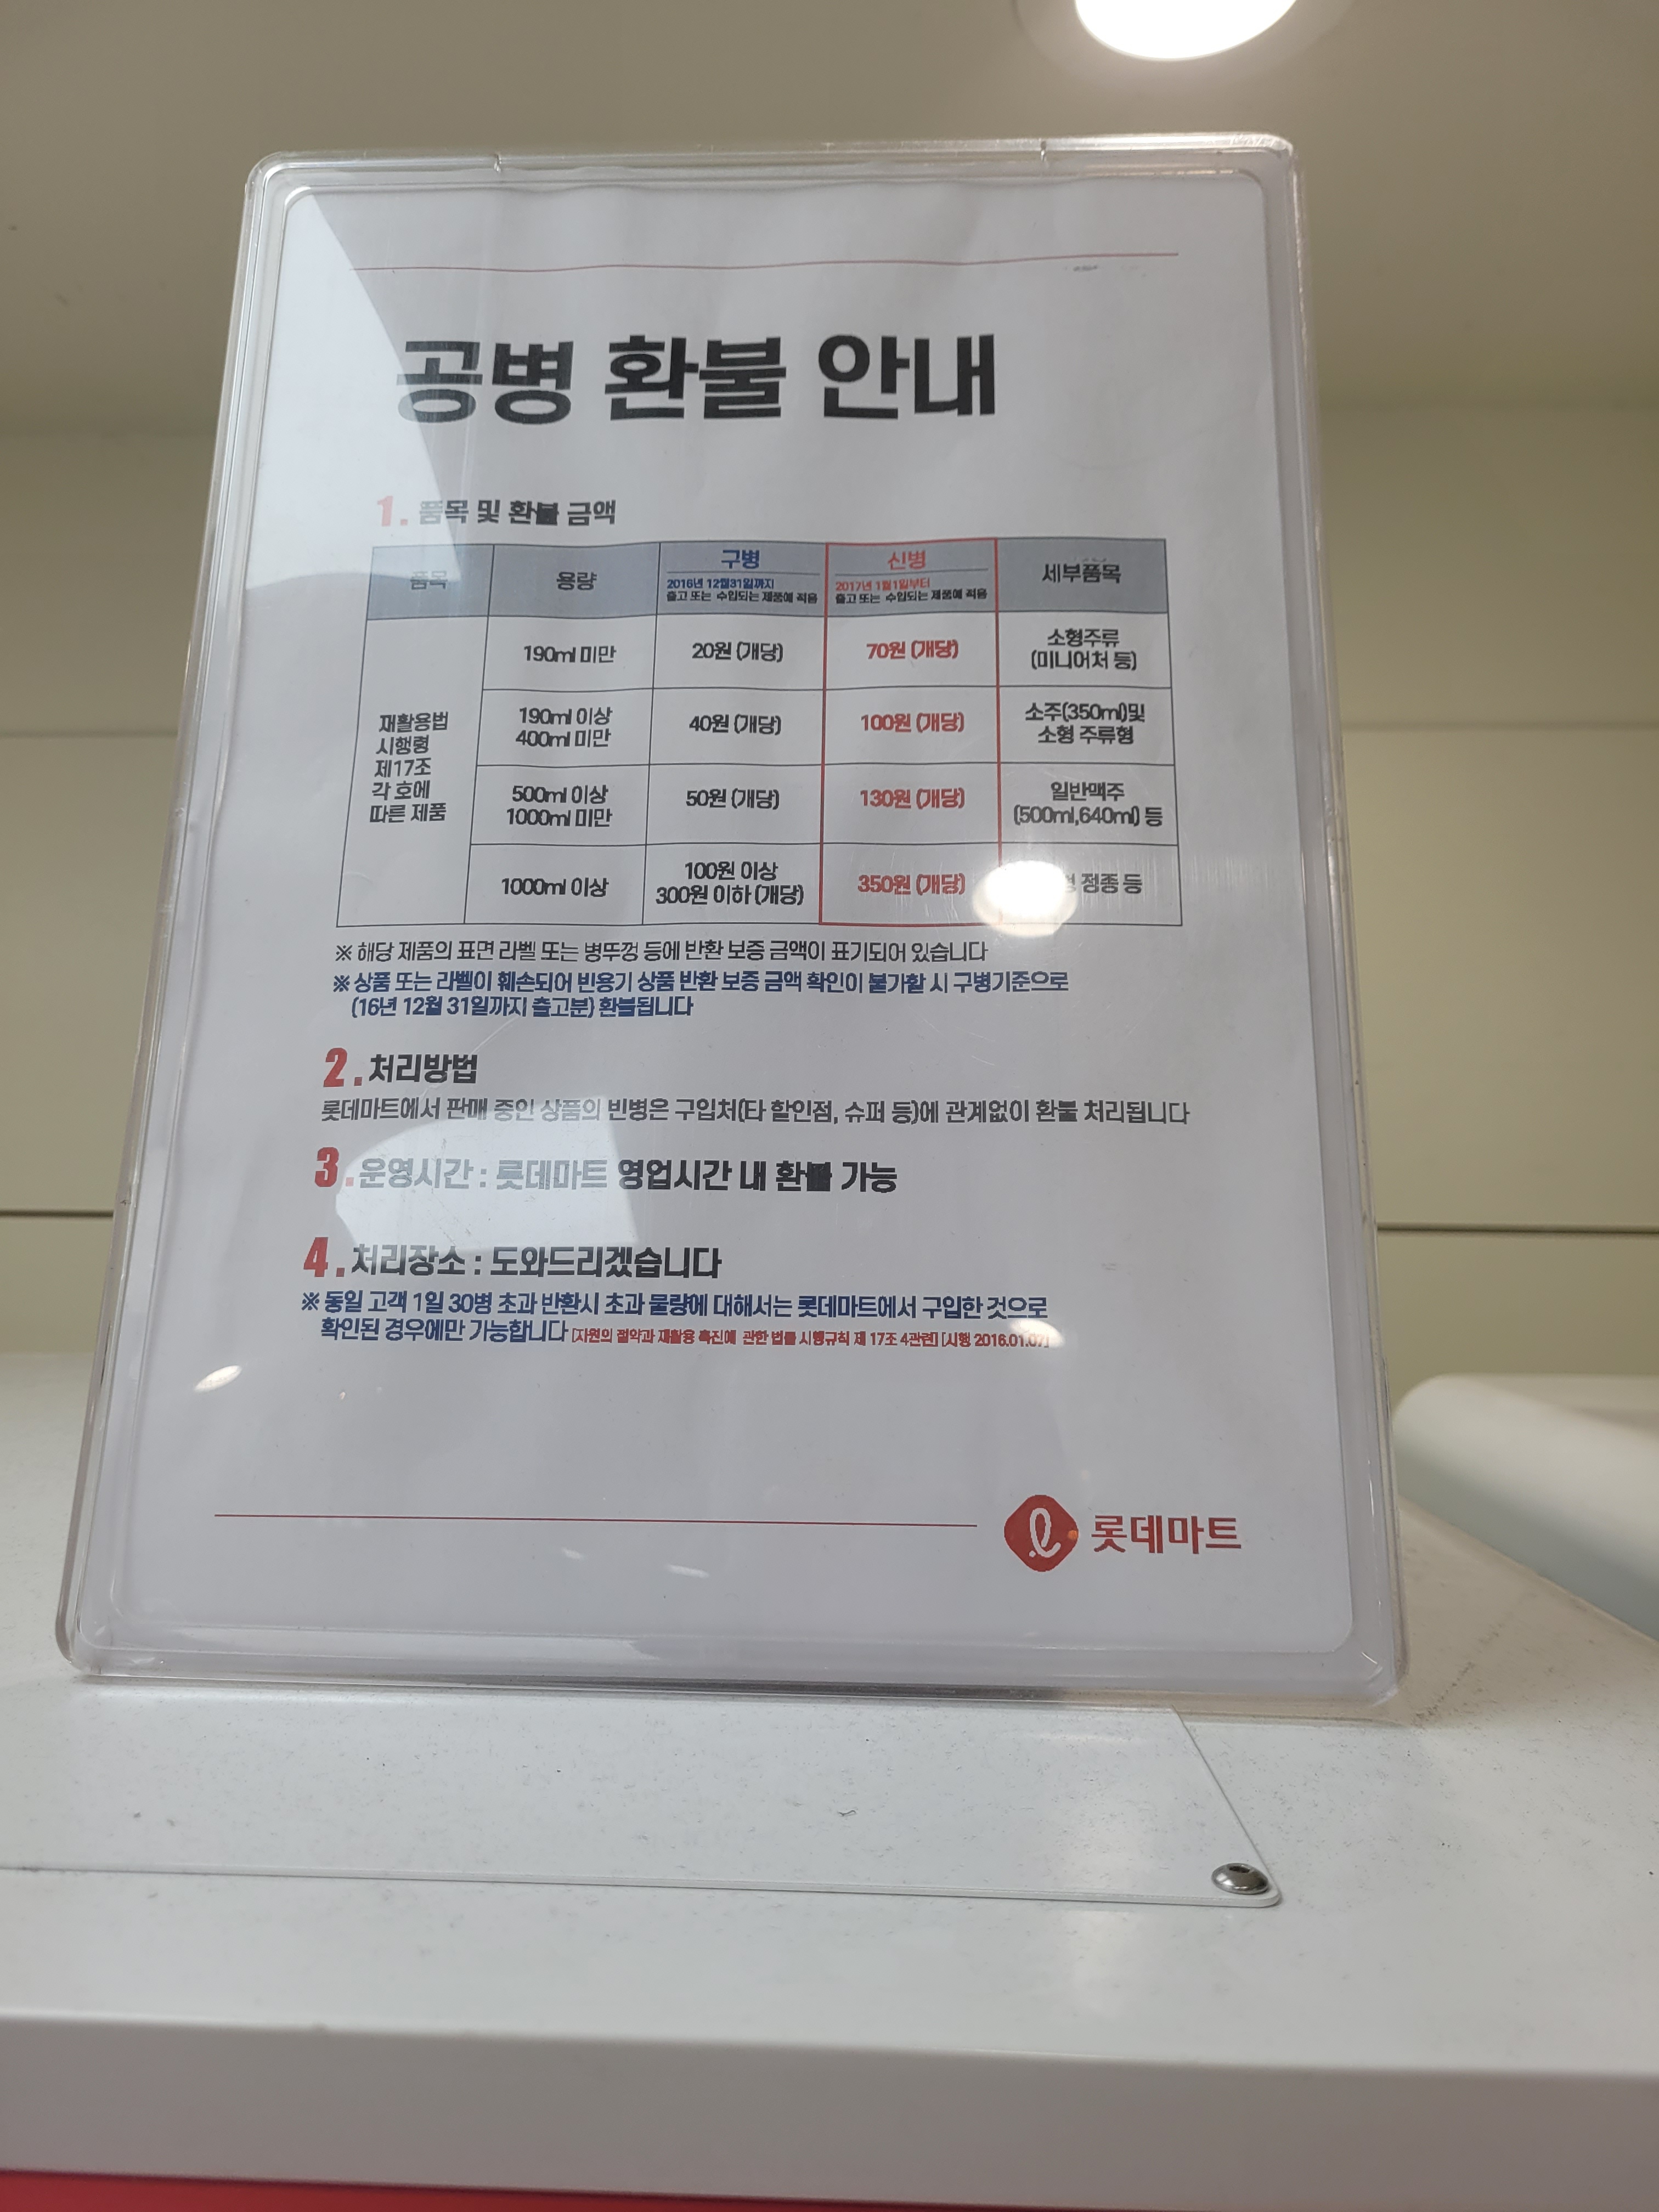 공병 환불 안내
1. 품목 및 환불 금액
품목
용량
구병
2016년 12월31일까지
출고 또는 수입되는 제품에 적용
신병
2017년 1월1일부터
출고 또는 수입되는 제품에 적용
세부품목
재활용법
시행령
제17조
각 호에
따른 제품
190ml 미만
20원 (개당)
70원 (개당)
소형주류
(미니어처 등)
190ml 이상
400ml 미만
40원 (개당)
100원 (개당)
소주(350ml)및
소형 주류형
500ml 이상
1000ml 미만
50원 (개당)
130원 (개당)
일반맥주
(500ml,640ml) 등
1000ml 이상
100원 이상
300원 이하 (개당)
350원 (개당)
정종 등
※ 해당 제품의 표면 라벨 또는 병뚜껑 등에 반환 보증 금액이 표기되어 있습니다
※ 상품 또는 라벨이 훼손되어 빈용기 상품 반환 보증 금액 확인이 불가할 시 구병기준으로
(16년 12월 31일까지 출고분) 환불됩니다
2. 처리방법
롯데마트에서 판매 중인 상품의 빈병은 구입처(타 할인점, 슈퍼 등)에 관계없이 환불 처리됩니다
3. 운영시간 : 롯데마트 영업시간 내 환불 가능
4. 처리장소 : 도와드리겠습니다
※ 동일 고객 1일 30병 초과 반환시 초과 물량에 대해서는 롯데마트에서 구입한 것으로
확인된 경우에만 가능합니다 [자원의 절약과 재활용 촉진에 관한 법률 시행규칙 제 17조 4관련] [시행 2016.01.07]
롯데마트